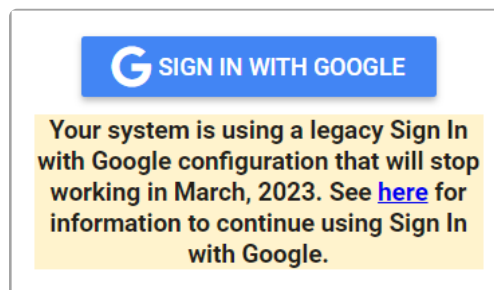 SIGN IN WITH GOOGLE
Your system is using a legacy Sign In
with Google configuration that will stop
working in March, 2023. See here for
information to continue using Sign In
with Google.